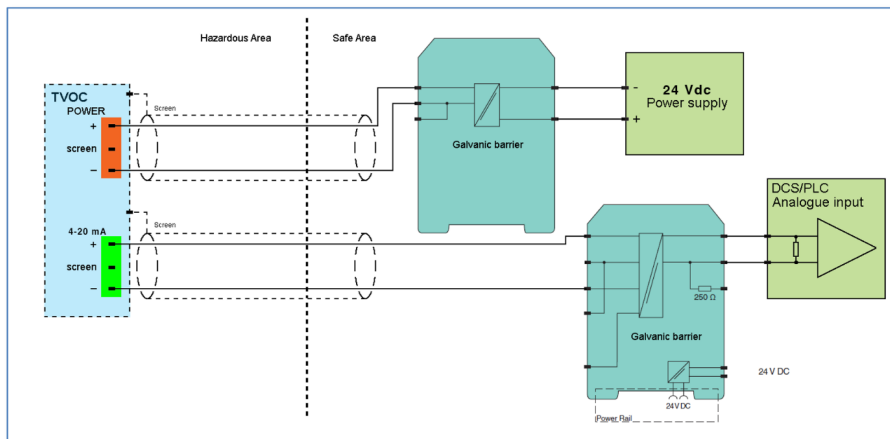 Hazardous Area
Safe Area
TVOC
POWER
+
screen
−
Screen
Galvanic barrier
-
+
24 Vdc
Power supply
4-20 mA
+
screen
−
Screen
250 Ω
Galvanic barrier
24 V DC
Power Rail
DCS/PLC
Analogue input
24 V DC